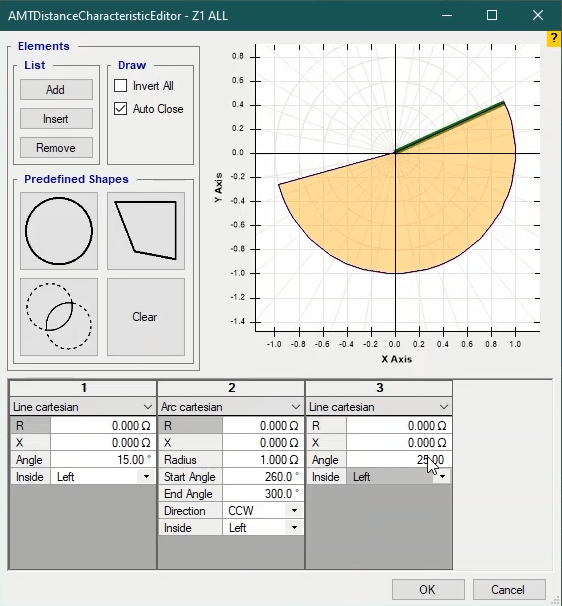 AMTDistanceCharacteristicEditor - Z1 ALL
?
Elements
List
Draw
Add
Insert
Remove
Invert All
Auto Close
Predefined Shapes
Clear
0.8
0.6
0.4
0.2
0.0
-0.2
-0.4
-0.6
-0.8
-1.0
-1.2
-1.4
Y Axis
-1.0 -0.8 -0.6 -0.4 -0.2 0.0 0.2 0.4 0.6 0.8 1.0
X Axis
1 2 3
Line cartesian Arc cartesian Line cartesian
R 0.000 Ω R 0.000 Ω R 0.000 Ω
X 0.000 Ω X 0.000 Ω X 0.000 Ω
Angle 15.00 ° Radius 1.000 Ω Angle 25.00
Inside Left Start Angle 260.0 ° Inside Left
End Angle 300.0 °
Direction CCW
Inside Left
OK Cancel